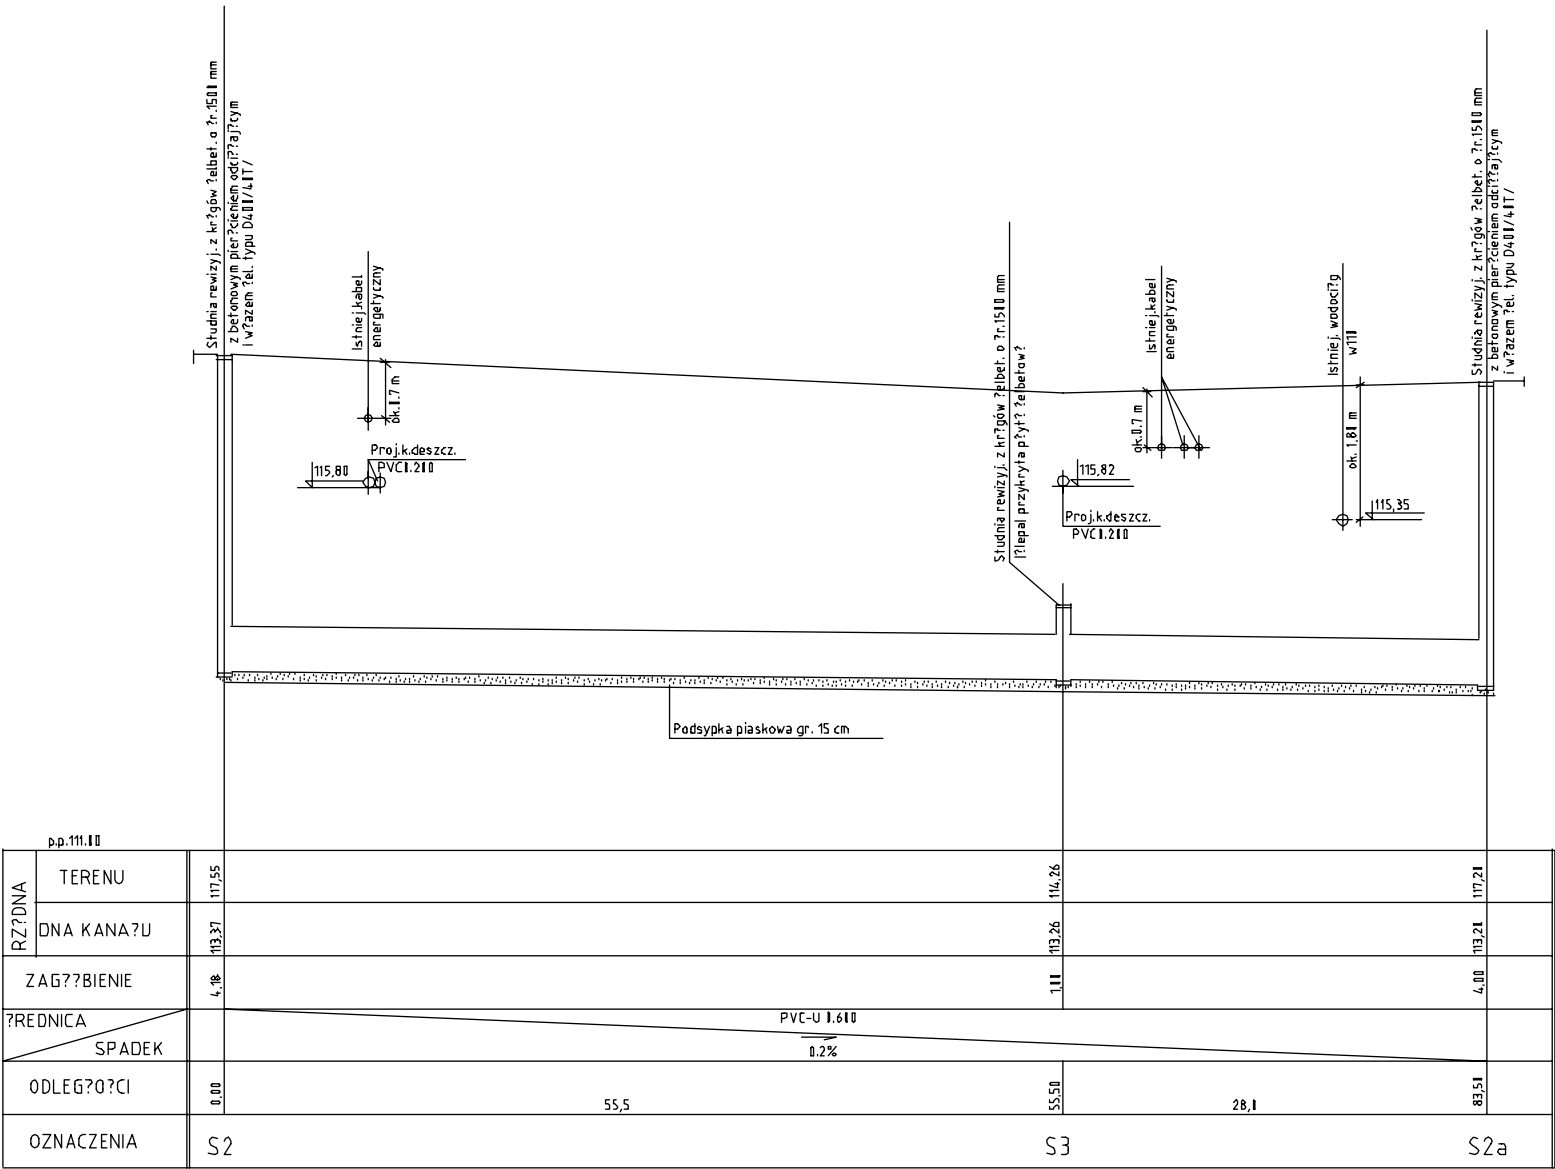 Studnia rewizyj. z kr?gów ?elbet. o ?r.1500 mm
z betonowym pier?cieniem odci??aj?cym
i w?azem ?el. typu D400/40T/
Istniej.kabel
energetyczny
ok.0.7 m
Proj.k.deszcz.
PVC0.200
115,80
Studnia rewizyj. z kr?gów ?elbet. o ?r.1500 mm
?lepa przykryta p?yt? ?elbetow?
115,82
Proj.k.deszcz.
PVC0.200
Istniej.kabel
energetyczny
ok.0.7 m
Istniej. wodoci?g
w110
ok. 1.80 m
115,35
Studnia rewizyj. z kr?gów ?elbet. o ?r.1500 mm
z betonowym pier?cieniem odci??aj?cym
i w?azem ?el. typu D400/40T/
Podsypka piaskowa gr. 15 cm
p.p.111.00
RZ?DNA
TERENU 117,55 114,26 117,20
DNA KANA?U 113,37 113,26 113,20
ZAG??BIENIE 4,18 1,00 4,00
?REDNICA PVC-U 0.600
SPADEK 0.2%
ODLEG?O?CI 0,00 55,5 55,50 28,0 83,50
OZNACZENIA S2 S3 S2a